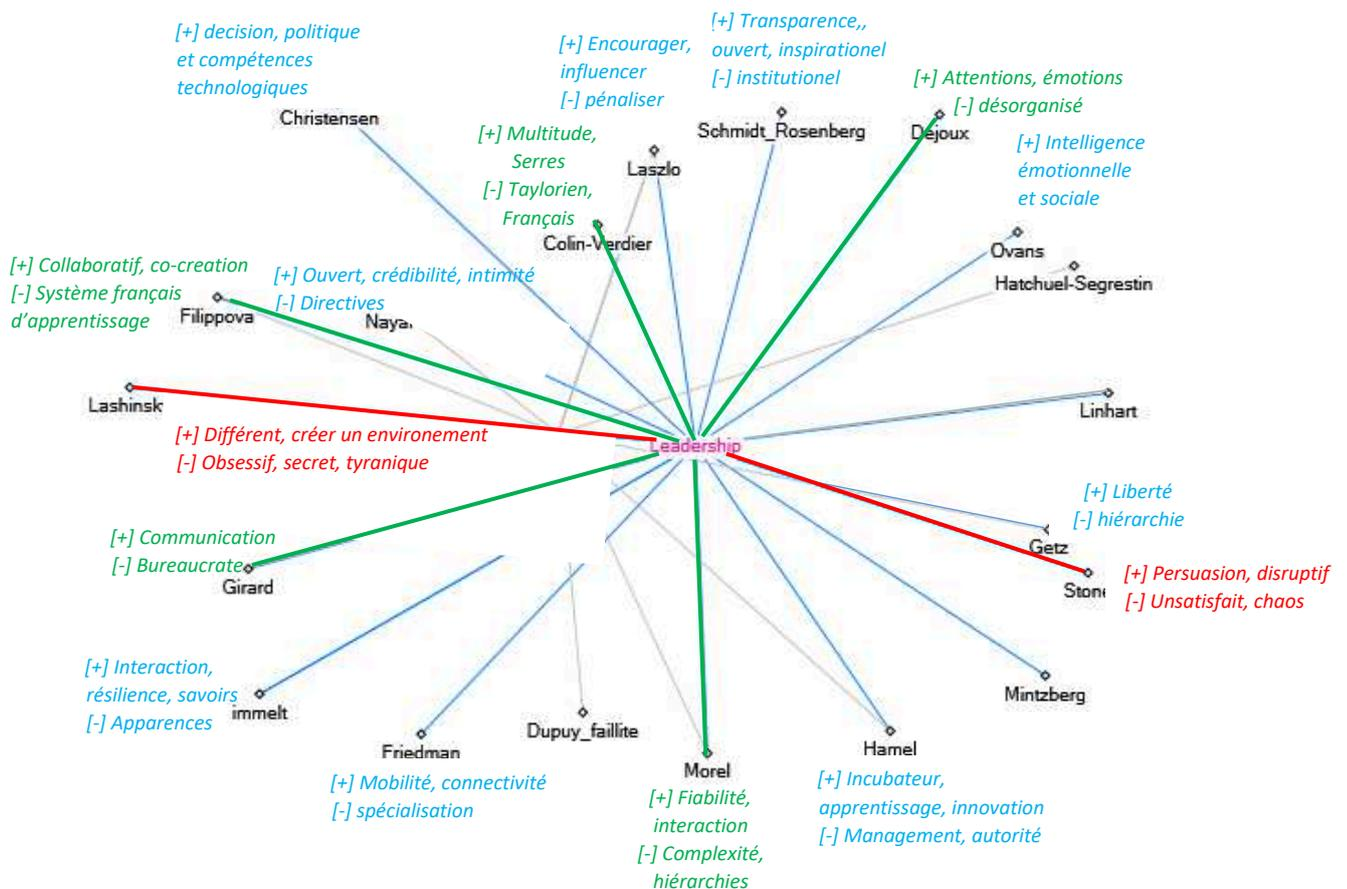 [+] decision, politique
et compétences
technologiques
Christensen
[+] Encourager,
influencer
[-] pénaliser
Laszlo
[+] Transparence,,
ouvert, inspirationel
[-] institutionel
Schmidt_Rosenberg
[+] Attentions, émotions
[-] désorganisé
Dejoux
[+] Multitude,
Serres
[-] Taylorien,
Français
Colin-Verdier
[+] Intelligence
émotionnelle
et sociale
Ovans
Hatchuel-Segrestin
[+] Collaboratif, co-creation
[-] Système français
d'apprentissage
Filippova
[+] Ouvert, crédibilité, intimité
[-] Directives
Naya
Lashinsk
[+] Différent, créer un environement
[-] Obsessif, secret, tyranique
Leadership
Linhart
[+] Liberté
[-] hiérarchie
Getz
[+] Persuasion, disruptif
[-] Unsatisfait, chaos
Stone
[+] Communication
[-] Bureaucrate
Girard
[+] Interaction,
résilience, savoirs
[-] Apparences
immelt
Friedman
[+] Mobilité, connectivité
[-] spécialisation
Dupuy_faillite
Morel
[+] Fiabilité,
interaction
[-] Complexité,
hiérarchies
Hamel
[+] Incubateur,
apprentissage, innovation
[-] Management, autorité
Mintzberg